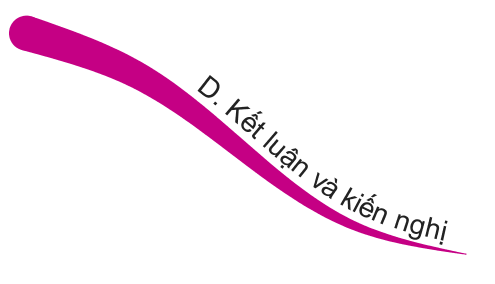 D. Kết luận và kiến nghị